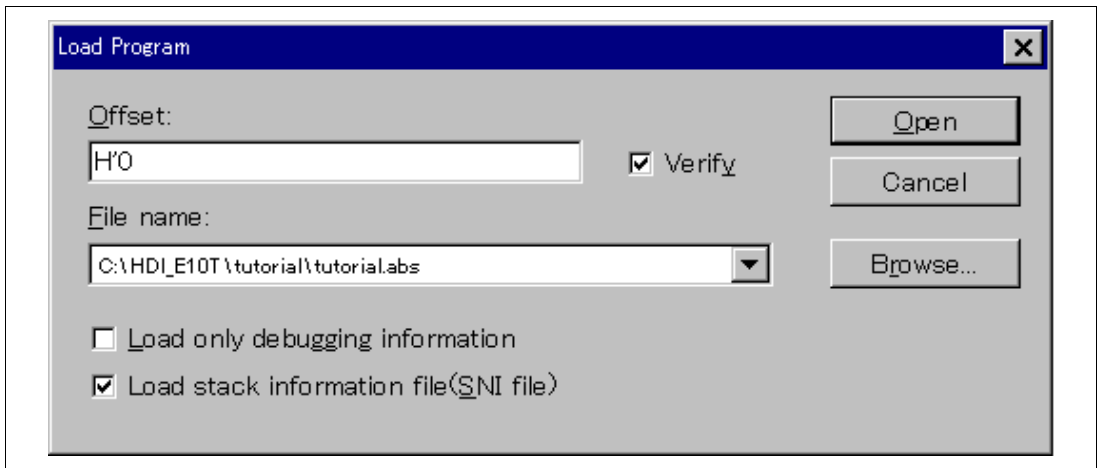 Load Program
Offset:
Open
H'0
Verify
Cancel
File name:
C:\HDI_E10T\tutorial\tutorial.abs
Browse...
Load only debugging information
Load stack information file(SNI file)